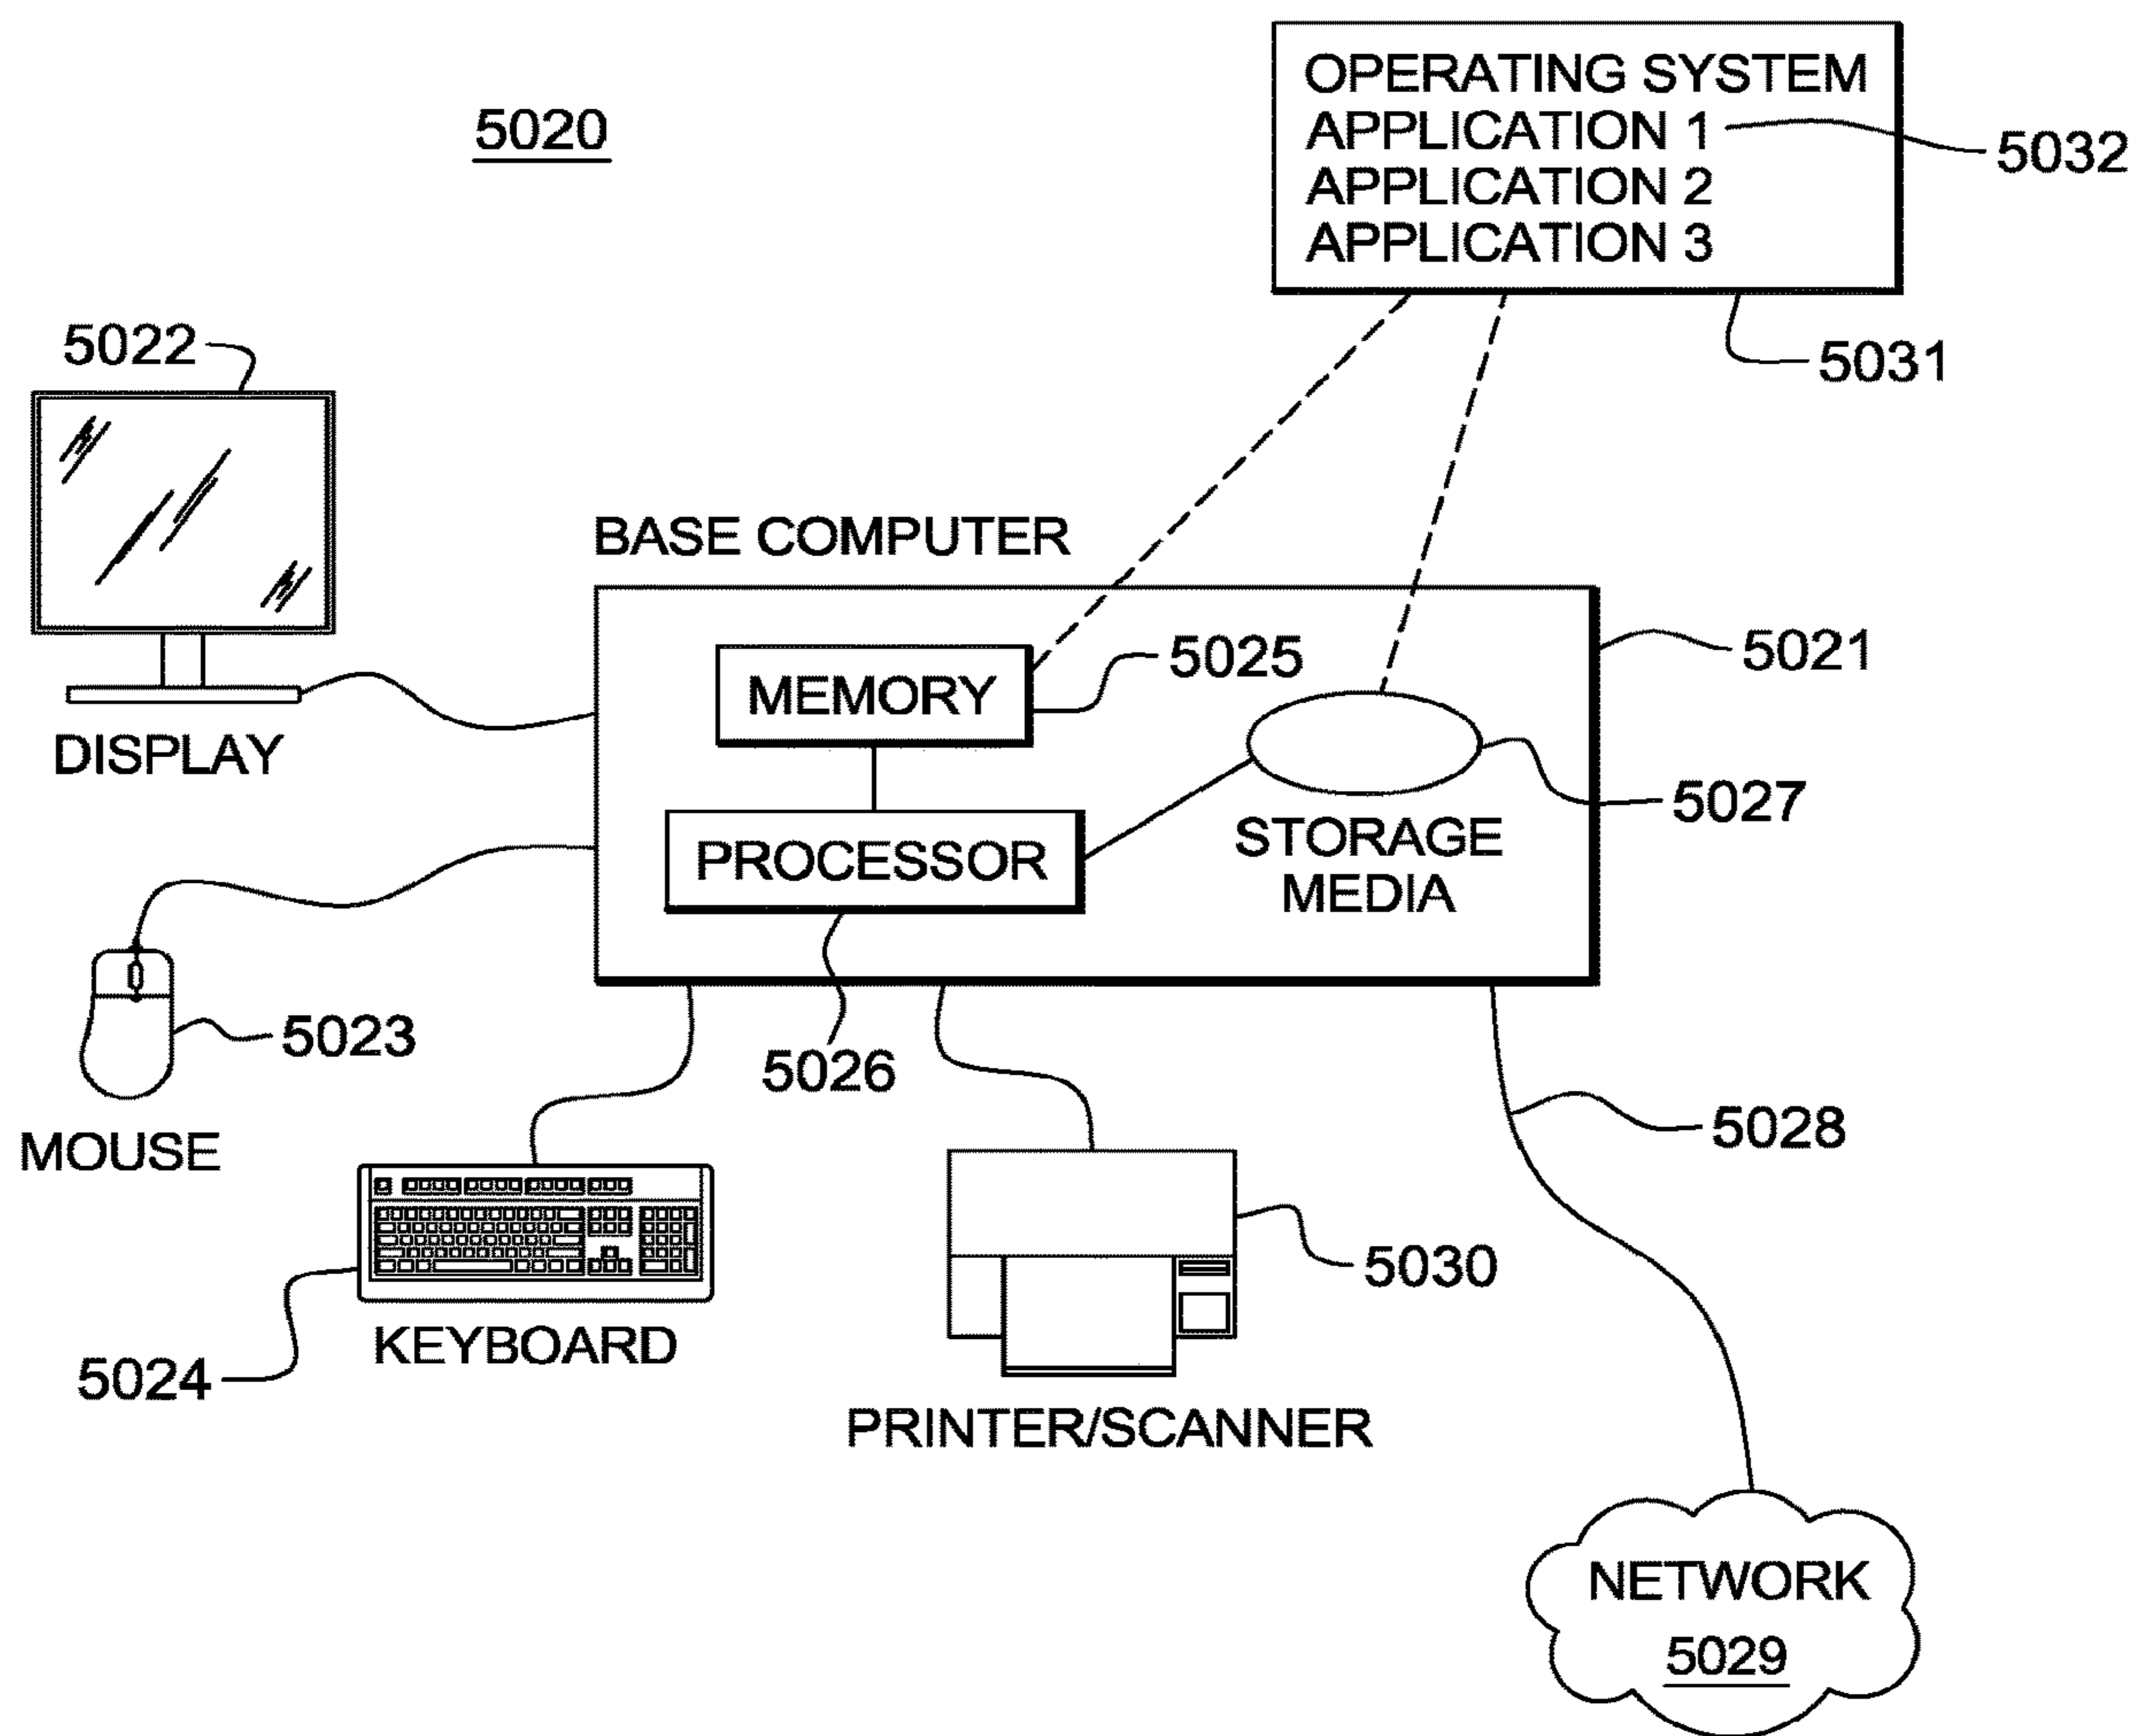 5020
OPERATING SYSTEM
APPLICATION 1
APPLICATION 2
APPLICATION 3
5032
5031
5022
DISPLAY
BASE COMPUTER
MEMORY
5025
5021
PROCESSOR
5027
STORAGE
MEDIA
5026
5023
MOUSE
5028
5024
KEYBOARD
5030
PRINTER/SCANNER
NETWORK
5029